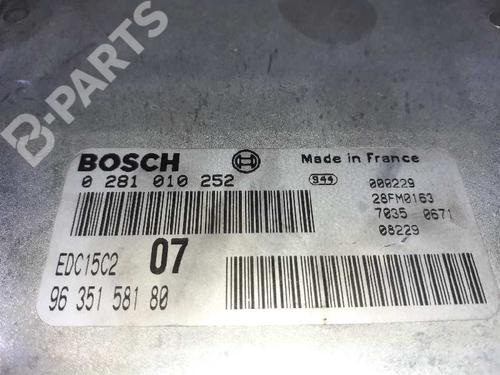 B-PARTS
BOSCH
Made in France
0 281 010 252
944
000229
28FM0163
7035 0671
08229
EDC15C2 07
96 351 581 80